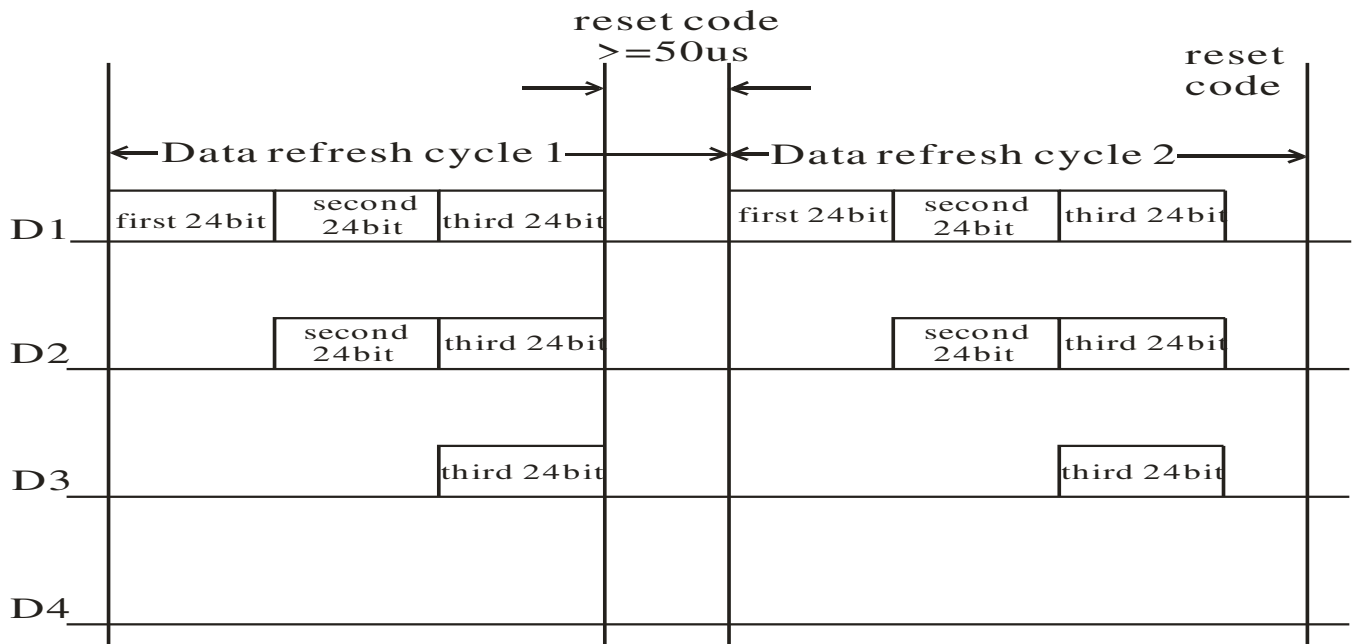 reset code
>=50us
reset
code
Data refresh cycle 1
Data refresh cycle 2
D1
first 24bit
second
24bit
third 24bit
first 24bit
second
24bit
third 24bit
D2
second
24bit
third 24bit
second
24bit
third 24bit
D3
third 24bit
third 24bit
D4